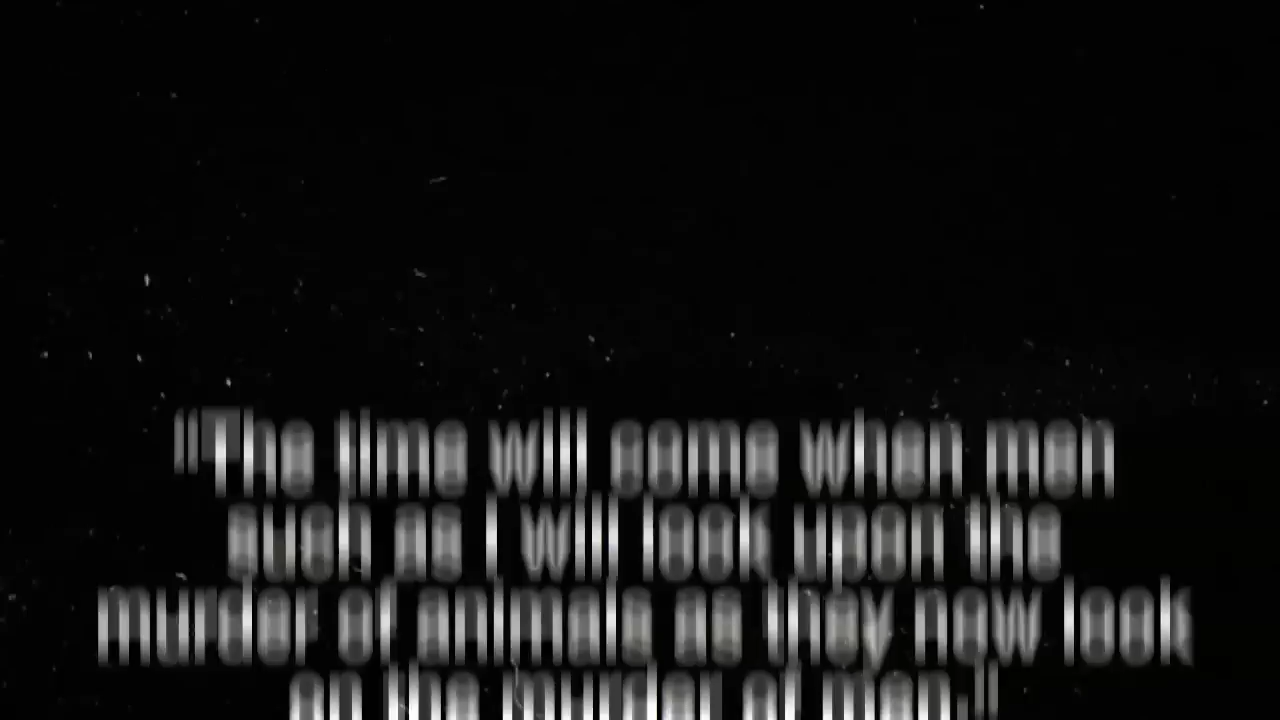 "The time will come when men
such as I will look upon the
murder of animals as they now look
on the murder of men."